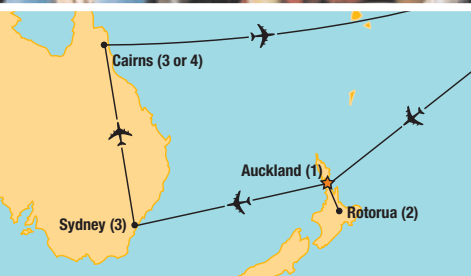 Cairns (3 or 4)
Auckland (1)
Rotorua (2)
Sydney (3)